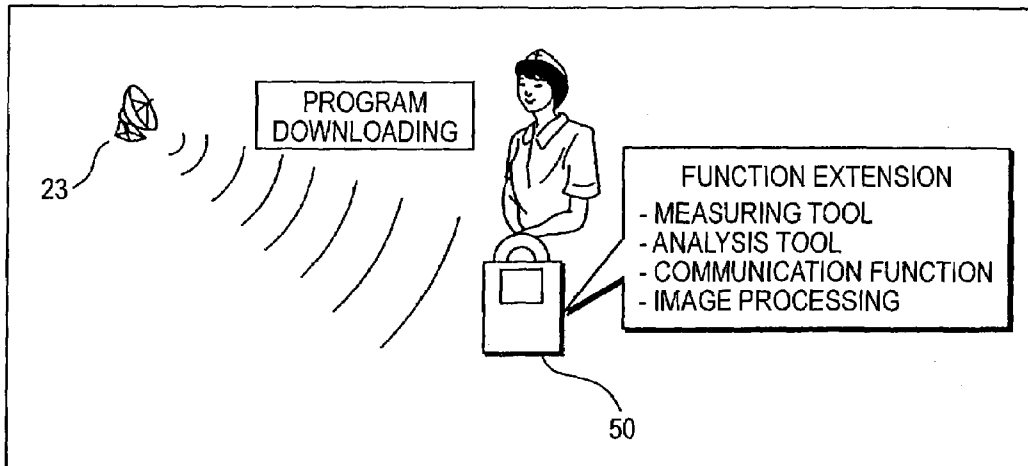 PROGRAM
DOWNLOADING
23
FUNCTION EXTENSION
- MEASURING TOOL
- ANALYSIS TOOL
- COMMUNICATION FUNCTION
- IMAGE PROCESSING
50